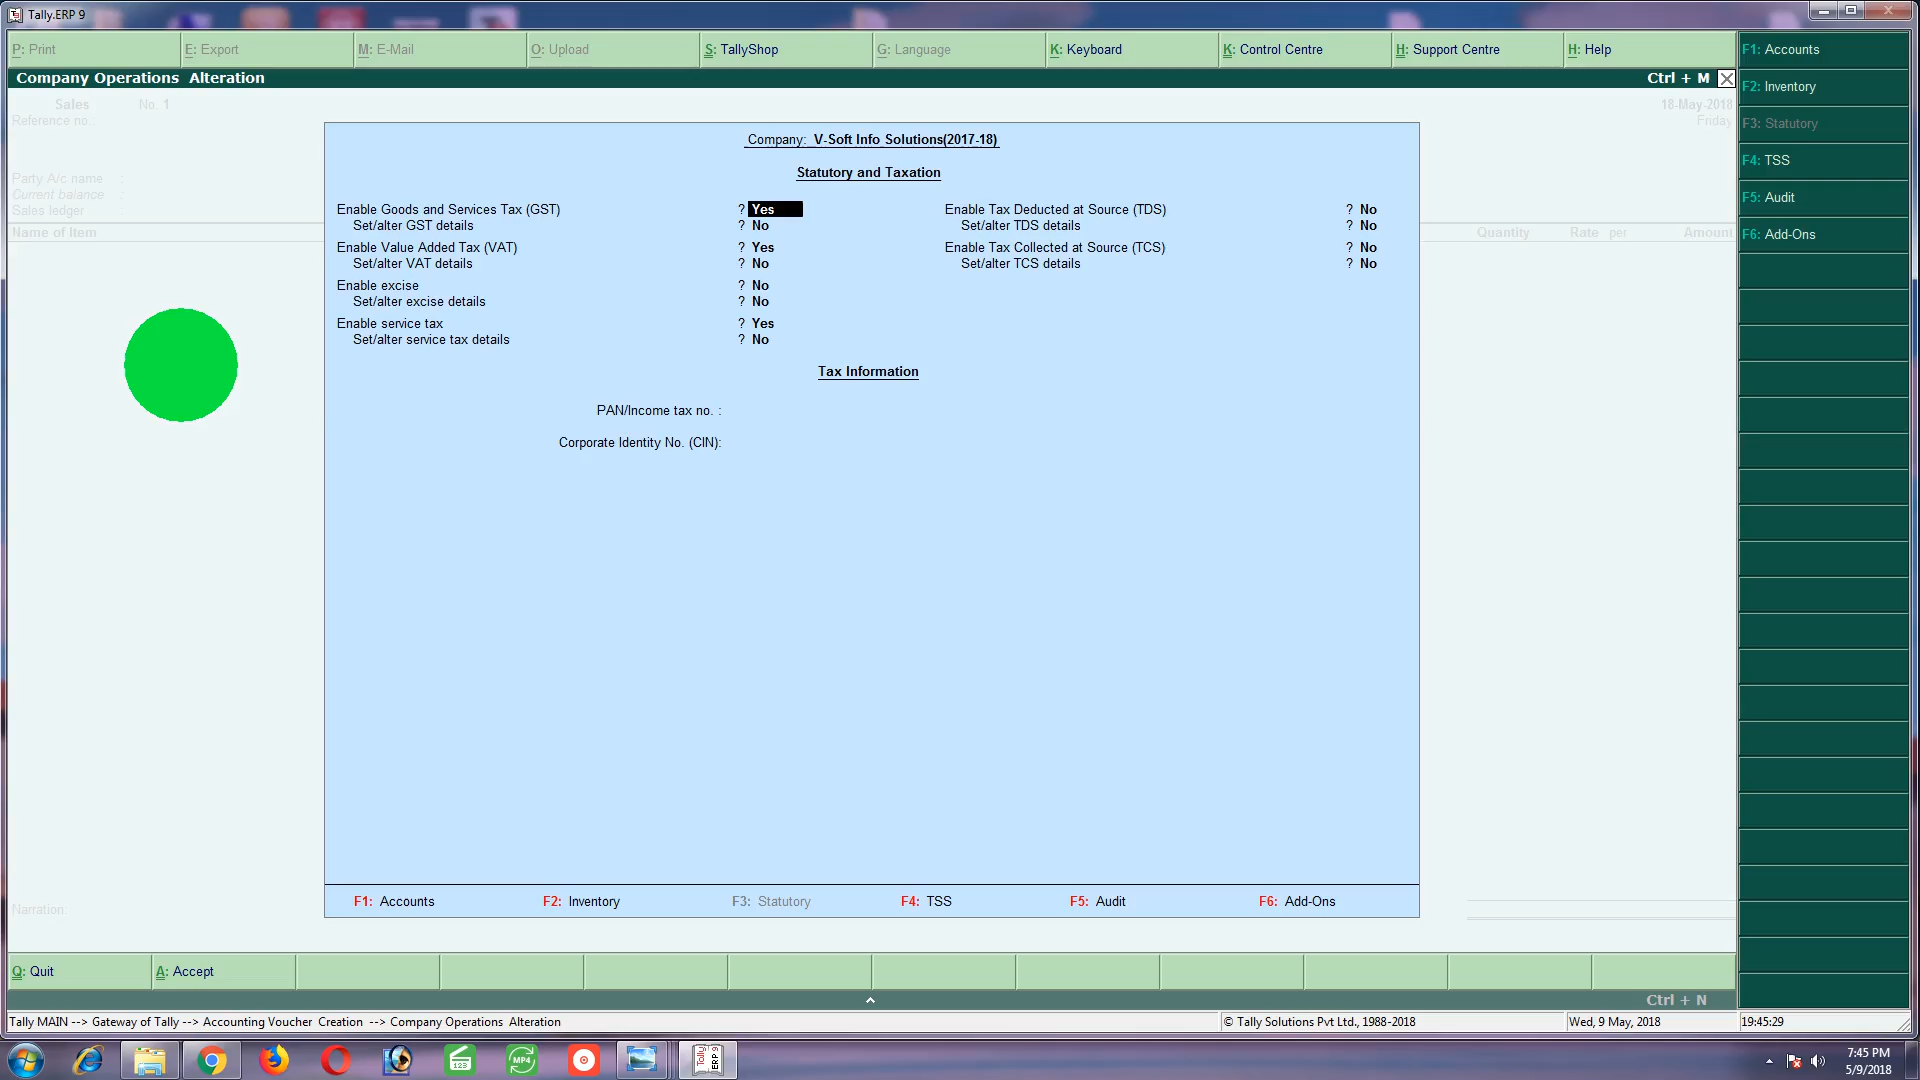 Tally.ERP 9
P: Print E: Export M: E-Mail O: Upload S: TallyShop G: Language K: Keyboard K: Control Centre H: Support Centre H: Help
F1: Accounts
F2: Inventory
F3: Statutory
F4: TSS
F5: Audit
F6: Add-Ons
Company Operations Alteration Ctrl + M
Sales No. 1 18-May-2018
Reference no.: Friday
Party A/c name :
Current balance :
Sales ledger :
Name of Item Quantity Rate per Amount
Company: V-Soft Info Solutions(2017-18)
Statutory and Taxation
Enable Goods and Services Tax (GST) ? Yes Enable Tax Deducted at Source (TDS) ? No
Set/alter GST details ? No Set/alter TDS details ? No
Enable Value Added Tax (VAT) ? Yes Enable Tax Collected at Source (TCS) ? No
Set/alter VAT details ? No Set/alter TCS details ? No
Enable excise ? No
Set/alter excise details ? No
Enable service tax ? Yes
Set/alter service tax details ? No
Tax Information
PAN/Income tax no. :
Corporate Identity No. (CIN):
F1: Accounts F2: Inventory F3: Statutory F4: TSS F5: Audit F6: Add-Ons
Narration:
Q: Quit A: Accept
Ctrl + N
Tally MAIN --> Gateway of Tally --> Accounting Voucher Creation --> Company Operations Alteration © Tally Solutions Pvt Ltd., 1988-2018 Wed, 9 May, 2018 19:45:29
123 MP4 Tally ERP 9
7:45 PM
5/9/2018